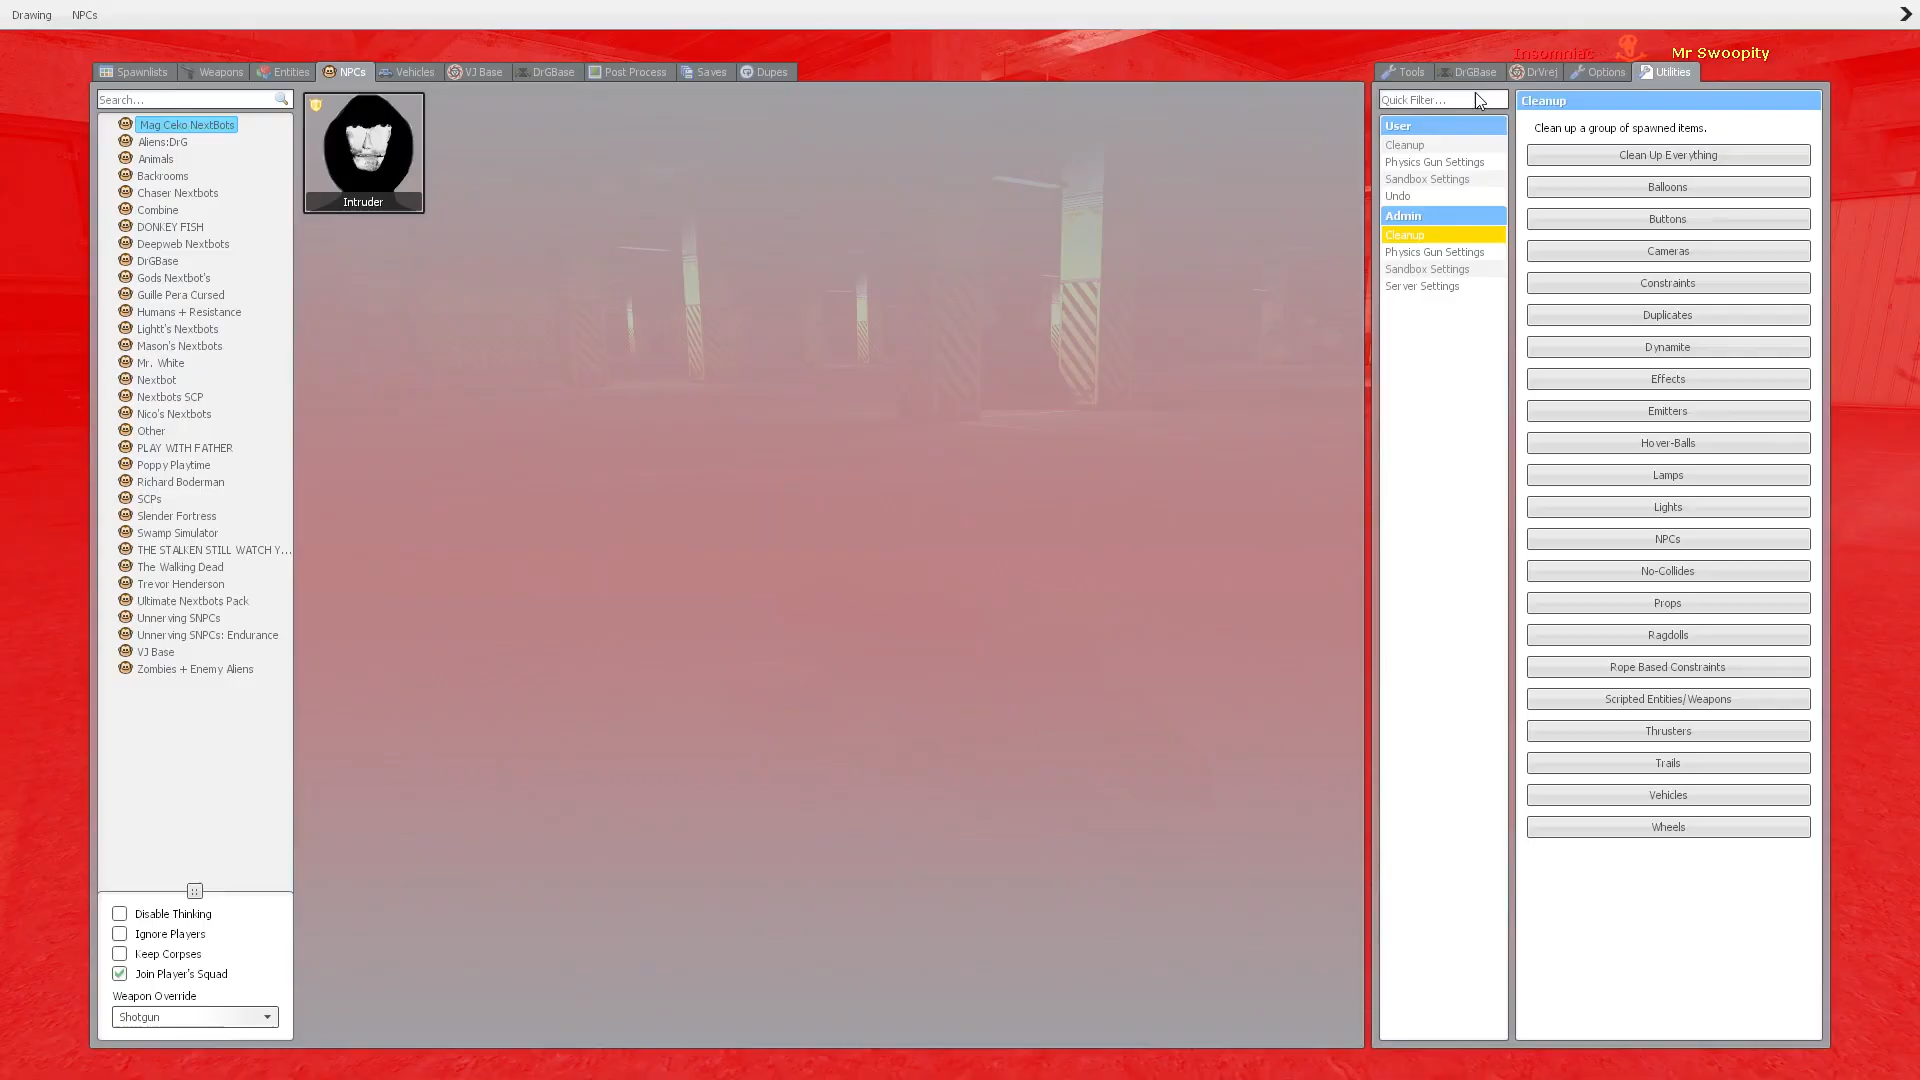 Drawing NPCs
Insomniac Mr Swoopity
Spawnlists Weapons Entities NPCs Vehicles VJ Base DrGBase Post Process Saves Dupes
Tools DrGBase DrVrej Options Utilities
Search...
Mag Ceko NextBots
Aliens:DrG
Animals
Backrooms
Chaser Nextbots
Combine
DONKEY FISH
Deepweb Nextbots
DrGBase
Gods Nextbot's
Guille Pera Cursed
Humans + Resistance
Lightt's Nextbots
Mason's Nextbots
Mr. White
Nextbot
Nextbots SCP
Nico's Nextbots
Other
PLAY WITH FATHER
Poppy Playtime
Richard Boderman
SCPs
Slender Fortress
Swamp Simulator
THE STALKEN STILL WATCH Y...
The Walking Dead
Trevor Henderson
Ultimate Nextbots Pack
Unnerving SNPCs
Unnerving SNPCs: Endurance
VJ Base
Zombies + Enemy Aliens
Disable Thinking
Ignore Players
Keep Corpses
Join Player's Squad
Weapon Override
Shotgun
Intruder
Quick Filter...
User
Cleanup
Physics Gun Settings
Sandbox Settings
Undo
Admin
Cleanup
Physics Gun Settings
Sandbox Settings
Server Settings
Cleanup
Clean up a group of spawned items.
Clean Up Everything
Balloons
Buttons
Cameras
Constraints
Duplicates
Dynamite
Effects
Emitters
Hover-Balls
Lamps
Lights
NPCs
No-Collides
Props
Ragdolls
Rope Based Constraints
Scripted Entities/Weapons
Thrusters
Trails
Vehicles
Wheels